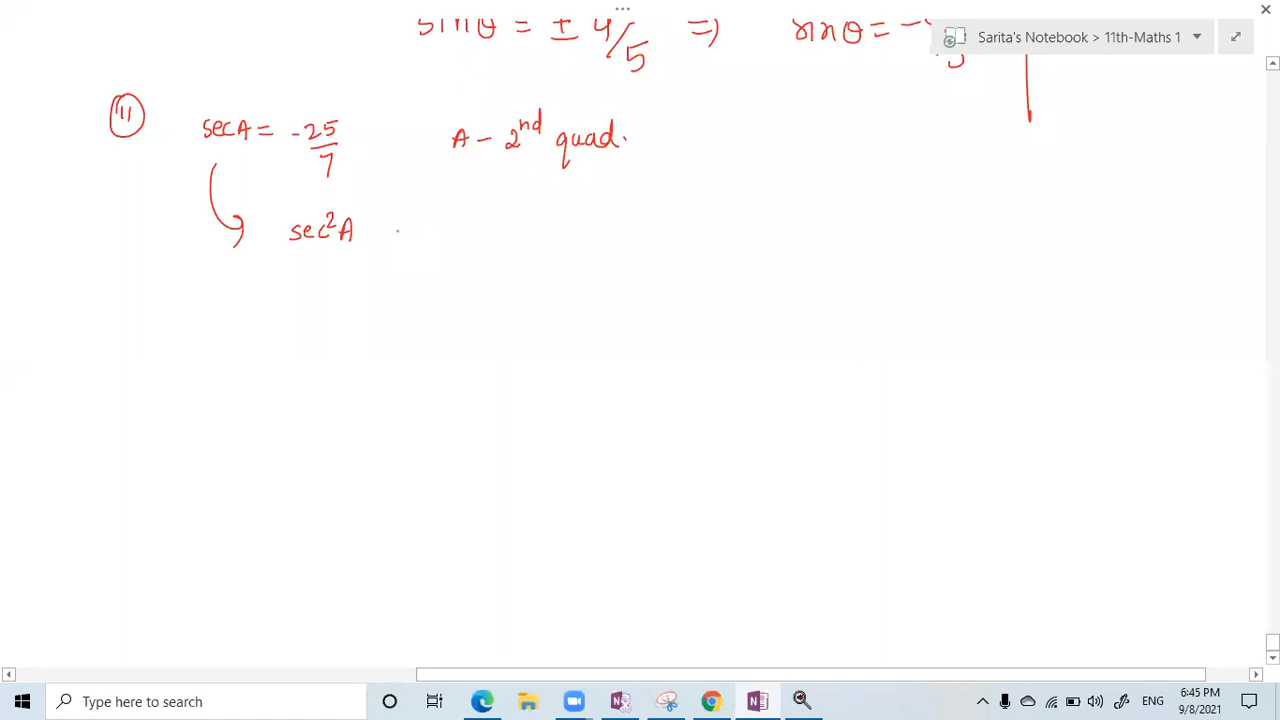 sinθ = ± 4/5 ⇒ sinθ = -
Sarita's Notebook > 11th-Maths 1
(11) secA = -25/7 A - 2nd quad.
sec²A
Type here to search
ENG
6:45 PM
9/8/2021